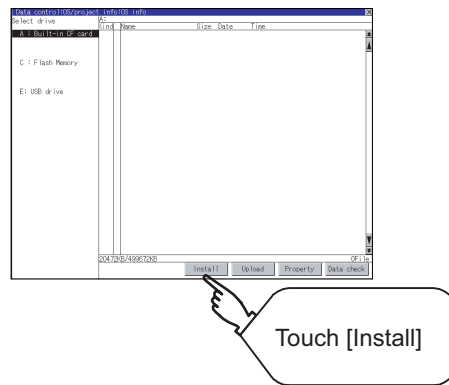 Data control:OS/project info:OS info
Select drive
A:
Kind Name Size Date Time
A : Built-in CF card
C : Flash Memory
E: USB drive
20472KB/499672KB 0File
Install Upload Property Data check
Touch [Install]